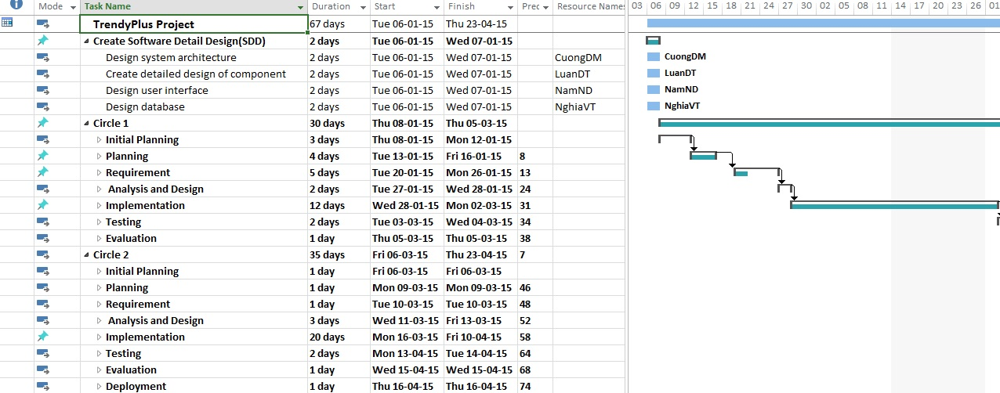 Mode Task Name Duration Start Finish Resource Names 03 06 09 12 15 18 21 24 27 30 02 05 08 11 14 17 20 23 26 01
TrendyPlus Project 67 days Tue 06-01-15 Thu 23-04-15
Create Software Detail Design(SDD) 2 days Tue 06-01-15 Wed 07-01-15
Design system architecture 2 days Tue 06-01-15 Wed 07-01-15 CuongDM CuongDM
Create detailed design of component 2 days Tue 06-01-15 Wed 07-01-15 LuanDT LuanDT
Design user interface 2 days Tue 06-01-15 Wed 07-01-15 NamND NamND
Design database 2 days Tue 06-01-15 Wed 07-01-15 NghiaVT NghiaVT
Circle 1 30 days Thu 08-01-15 Thu 05-03-15
Initial Planning 3 days Thu 08-01-15 Mon 12-01-15
Planning 4 days Tue 13-01-15 Fri 16-01-15 8
Requirement 5 days Tue 20-01-15 Mon 26-01-15 13
Analysis and Design 2 days Tue 27-01-15 Wed 28-01-15 24
Implementation 12 days Wed 28-01-15 Mon 02-03-15 31
Testing 2 days Tue 03-03-15 Wed 04-03-15 34
Evaluation 1 day Thu 05-03-15 Thu 05-03-15 38
Circle 2 35 days Fri 06-03-15 Thu 23-04-15 7
Initial Planning 1 day Fri 06-03-15 Fri 06-03-15
Planning 1 day Mon 09-03-15 Mon 09-03-15 46
Requirement 1 day Tue 10-03-15 Tue 10-03-15 48
Analysis and Design 3 days Wed 11-03-15 Fri 13-03-15 52
Implementation 20 days Mon 16-03-15 Fri 10-04-15 58
Testing 2 days Mon 13-04-15 Tue 14-04-15 64
Evaluation 1 day Wed 15-04-15 Wed 15-04-15 68
Deployment 1 day Thu 16-04-15 Thu 16-04-15 74